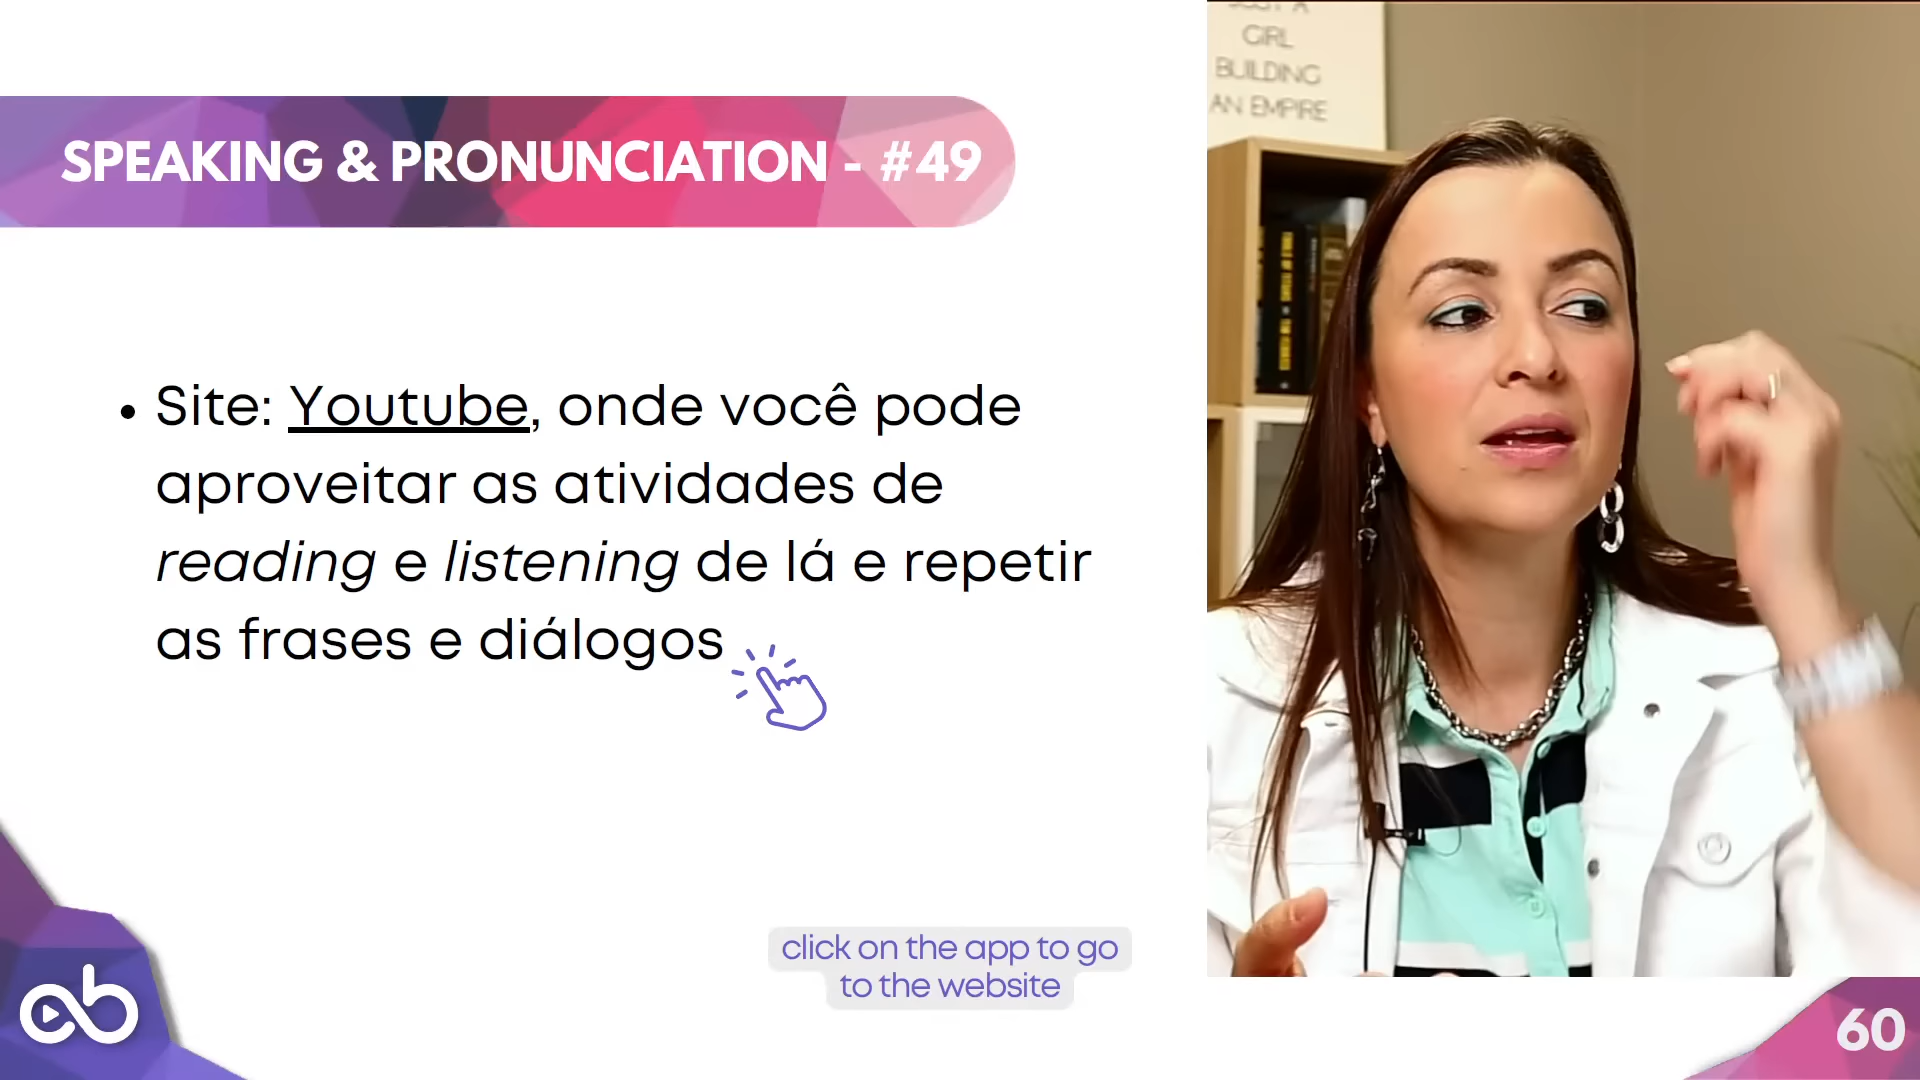 SPEAKING & PRONUNCIATION - #49
Site: Youtube, onde você pode
aproveitar as atividades de
reading e listening de lá e repetir
as frases e diálogos
click on the app to go
to the website
GIRL
BUILDING
AN EMPIRE
60